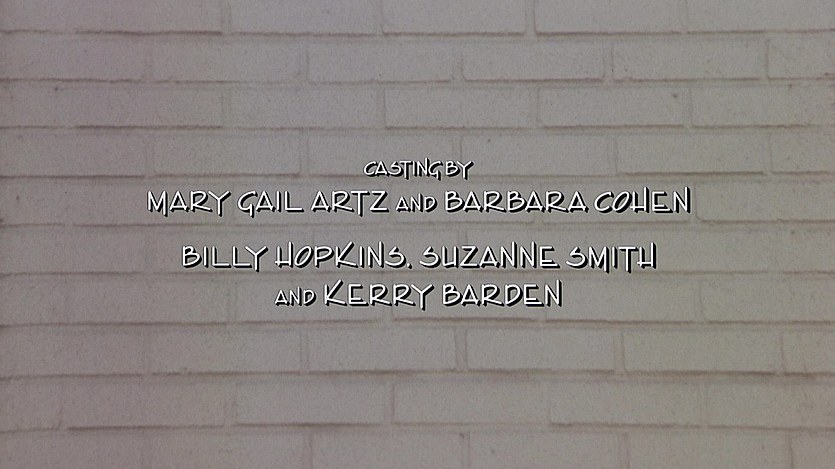 CASTING BY
MARY GAIL ARTZ AND BARBARA COHEN
BILLY HOPKINS, SUZANNE SMITH
AND KERRY BARDEN